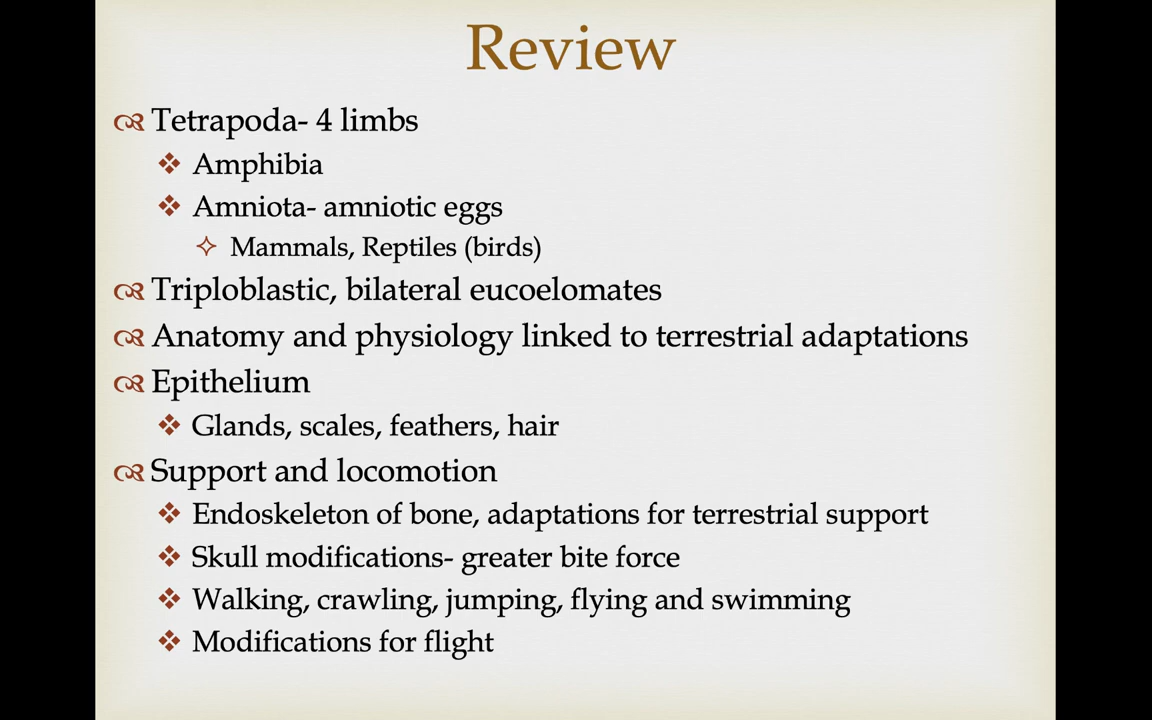 Review
Tetrapoda- 4 limbs
Amphibia
Amniota- amniotic eggs
Mammals, Reptiles (birds)
Triploblastic, bilateral eucoelomates
Anatomy and physiology linked to terrestrial adaptations
Epithelium
Glands, scales, feathers, hair
Support and locomotion
Endoskeleton of bone, adaptations for terrestrial support
Skull modifications- greater bite force
Walking, crawling, jumping, flying and swimming
Modifications for flight